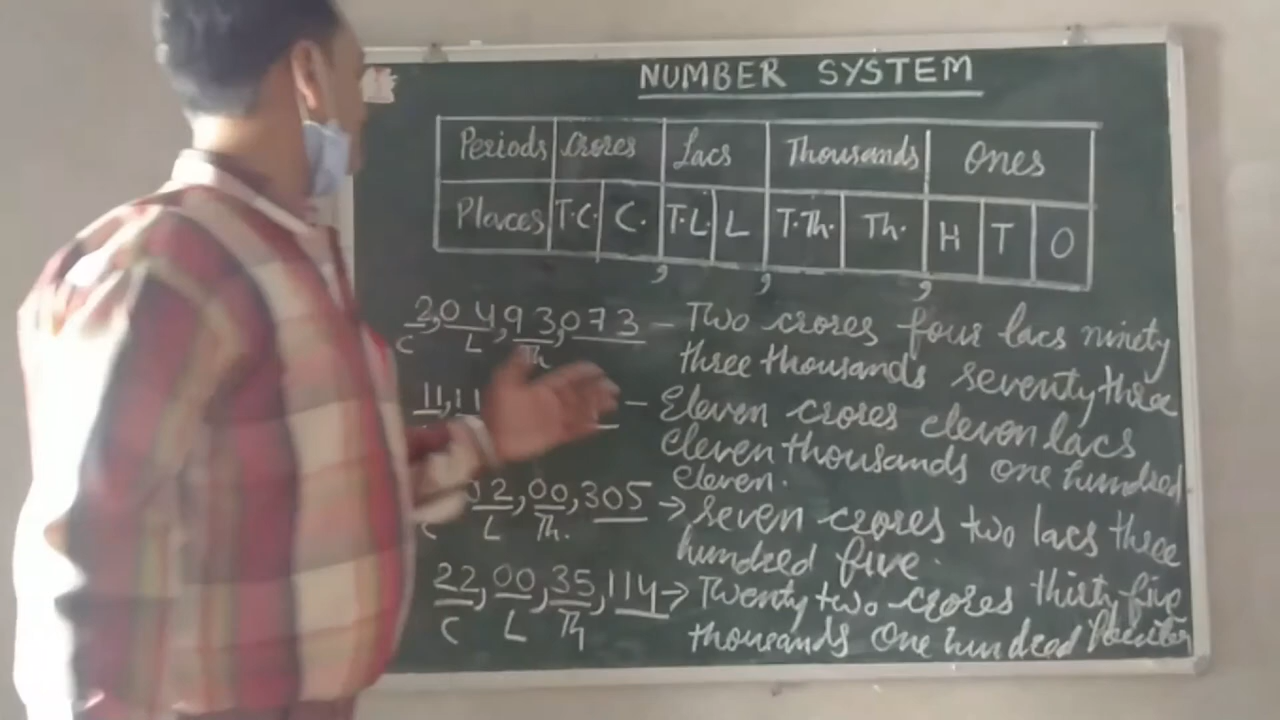 NUMBER SYSTEM
Periods Crores Lacs Thousands Ones
Places T.C. C. T.L. L T.Th. Th. H T O
, , ,
2,04,93,073 – Two crores four lacs ninety
C L Th
three thousands seventy three
11,11 – Eleven crores eleven lacs
eleven thousands one hundred
eleven.
02,00,305 → seven crores two lacs three
C L Th.
hundred five.
22,00,35,114 → Twenty two crores thirty five
C L Th
thousands One hundred